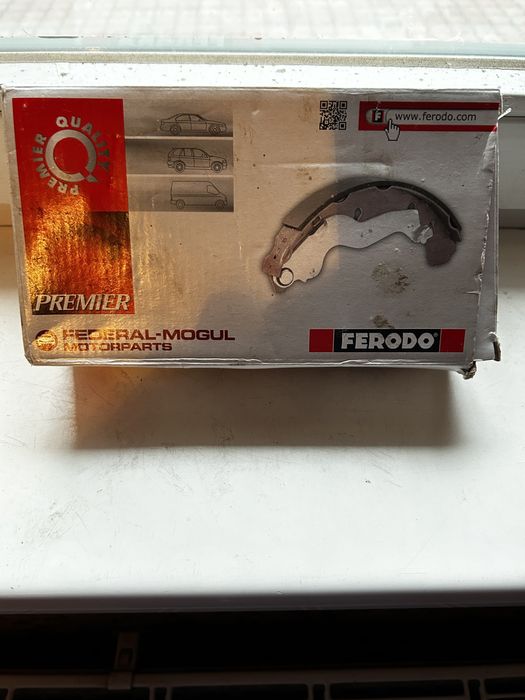 PREMIER QUALITY
F www.ferodo.com
PREMIER
FEDERAL-MOGUL
MOTORPARTS
FERODO®